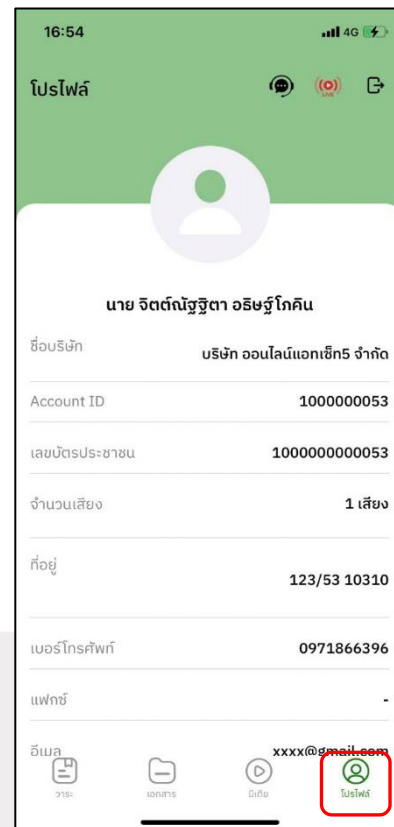 16:54 4G
โปรไฟล์
LIVE
นาย จิตต์ณัฐฐิตา อธิษฐ์โภคิน
ชื่อบริษัท บริษัท ออนไลน์แอทเซ็ท5 จำกัด
Account ID 1000000053
เลขบัตรประชาชน 1000000000053
จำนวนเสียง 1 เสียง
ที่อยู่ 123/53 10310
เบอร์โทรศัพท์ 0971866396
แฟกซ์ -
อีเมล xxxx@gmail.com
วาระ เอกสาร มีเดีย โปรไฟล์